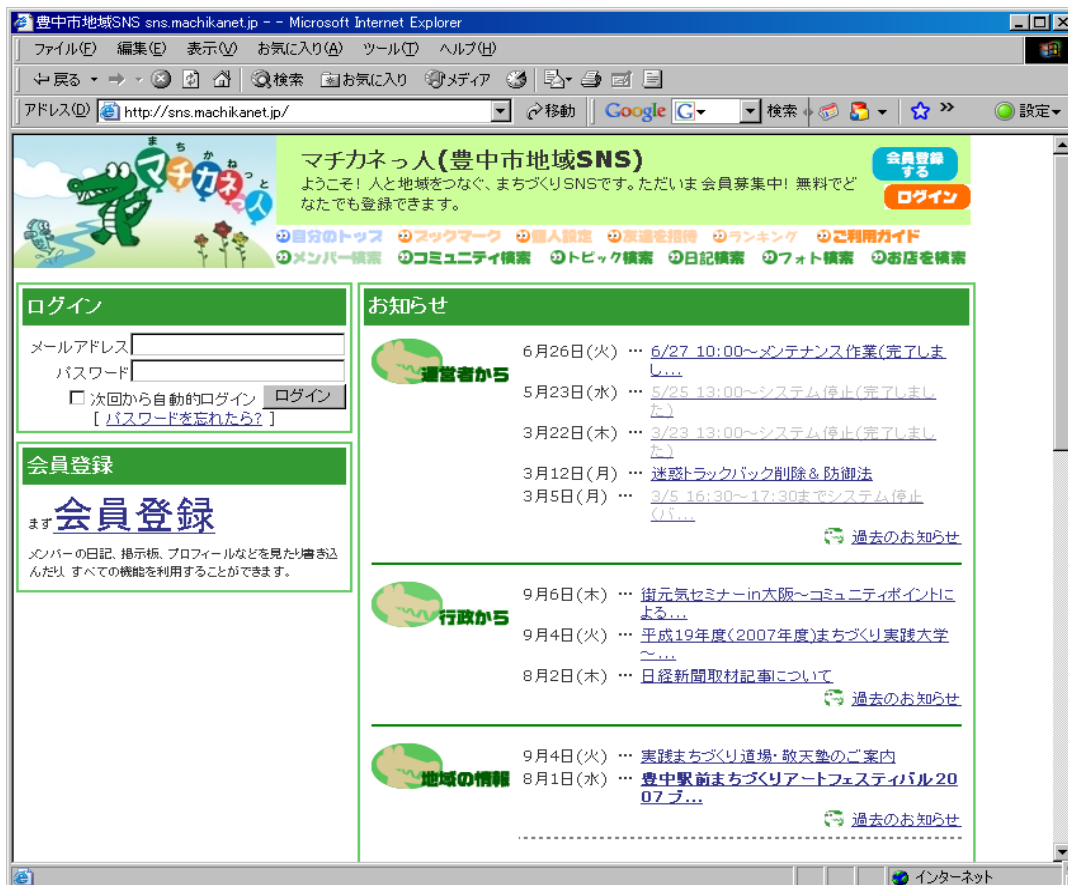 豊中市地域SNS sns.machikanet.jp - - Microsoft Internet Explorer
ファイル(F) 編集(E) 表示(V) お気に入り(A) ツール(T) ヘルプ(H)
戻る 検索 お気に入り メディア
アドレス(D) http://sns.machikanet.jp/ 移動 Google G 検索 » 設定
マチカネっ人
まちかねっと
マチカネっ人(豊中市地域SNS)
ようこそ! 人と地域をつなぐ、まちづくりSNSです。ただいま会員募集中! 無料でど
なたでも登録できます。
会員登録
する
ログイン
自分のトップ ブックマーク 個人設定 友達を招待 ランキング ご利用ガイド
メンバー検索 コミュニティ検索 トピック検索 日記検索 フォト検索 お店を検索
ログイン
メールアドレス
パスワード
次回から自動的ログイン ログイン
[ パスワードを忘れたら? ]
会員登録
まず会員登録
メンバーの日記、掲示板、プロフィールなどを見たり書き込
んだり、すべての機能を利用することができます。
お知らせ
運営者から
6月26日(火) … 6/27 10:00～メンテナンス作業(完了しま
し...
5月23日(水) … 5/25 13:00～システム停止(完了しまし
た)
3月22日(木) … 3/23 13:00～システム停止(完了しまし
た)
3月12日(月) … 迷惑トラックバック削除＆防御法
3月5日(月) … 3/5 16:30～17:30までシステム停止
(バ...
過去のお知らせ
行政から
9月6日(木) … 街元気セミナーin大阪～コミュニティポイントに
よる...
9月4日(火) … 平成19年度(2007年度)まちづくり実践大学
～...
8月2日(木) … 日経新聞取材記事について
過去のお知らせ
地域の情報
9月4日(火) … 実践まちづくり道場・敬天塾のご案内
8月1日(水) … 豊中駅前まちづくりアートフェスティバル20
07 ブ...
過去のお知らせ
インターネット